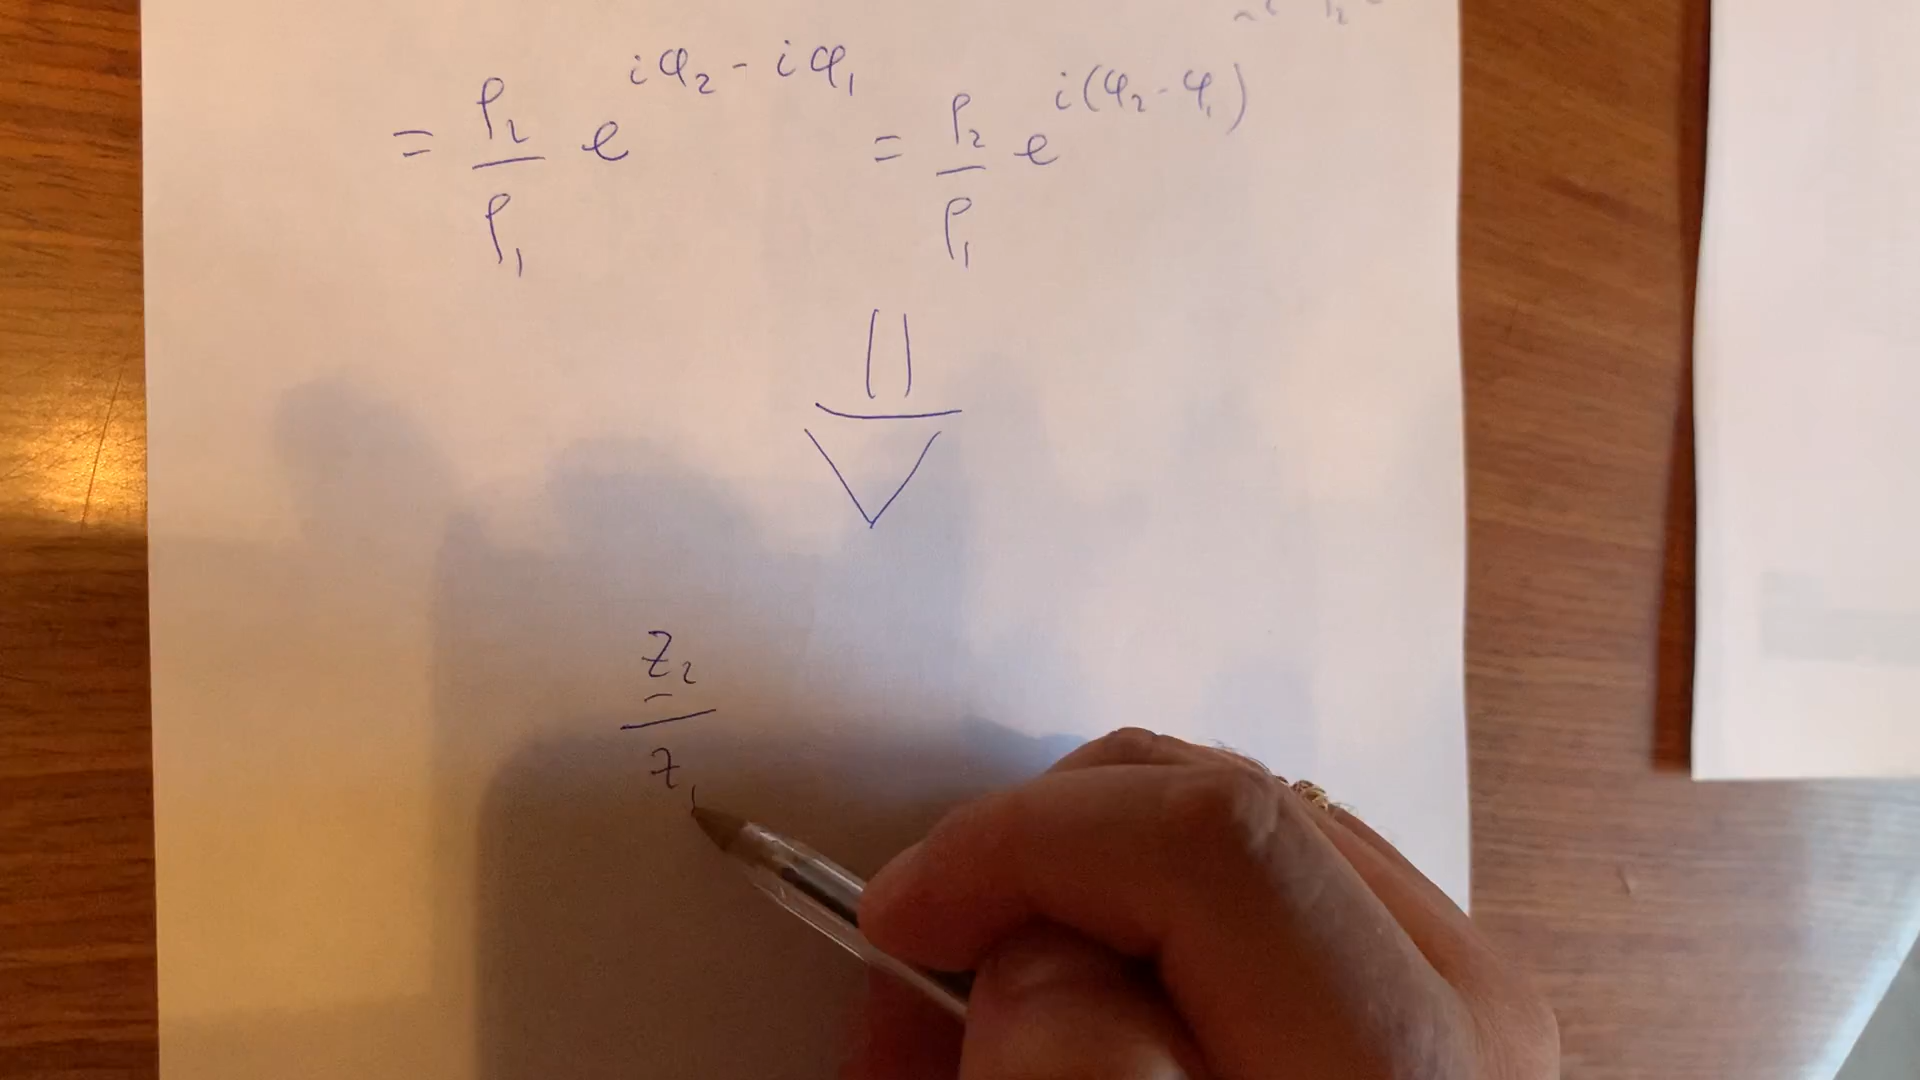 = ρ₂/ρ₁ e^(iφ₂ - iφ₁) = ρ₂/ρ₁ e^(i(φ₂ - φ₁))
z₂/z₁